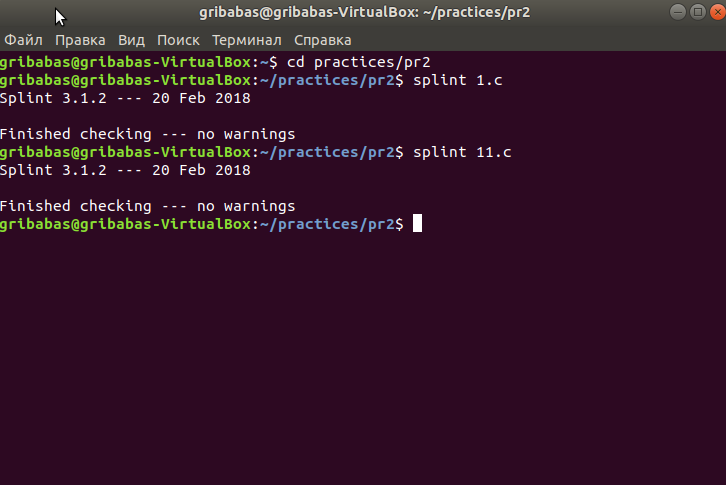 gribabas@gribabas-VirtualBox: ~/practices/pr2
Файл Правка Вид Поиск Терминал Справка
gribabas@gribabas-VirtualBox:~$ cd practices/pr2
gribabas@gribabas-VirtualBox:~/practices/pr2$ splint 1.c
Splint 3.1.2 --- 20 Feb 2018
Finished checking --- no warnings
gribabas@gribabas-VirtualBox:~/practices/pr2$ splint 11.c
Splint 3.1.2 --- 20 Feb 2018
Finished checking --- no warnings
gribabas@gribabas-VirtualBox:~/practices/pr2$